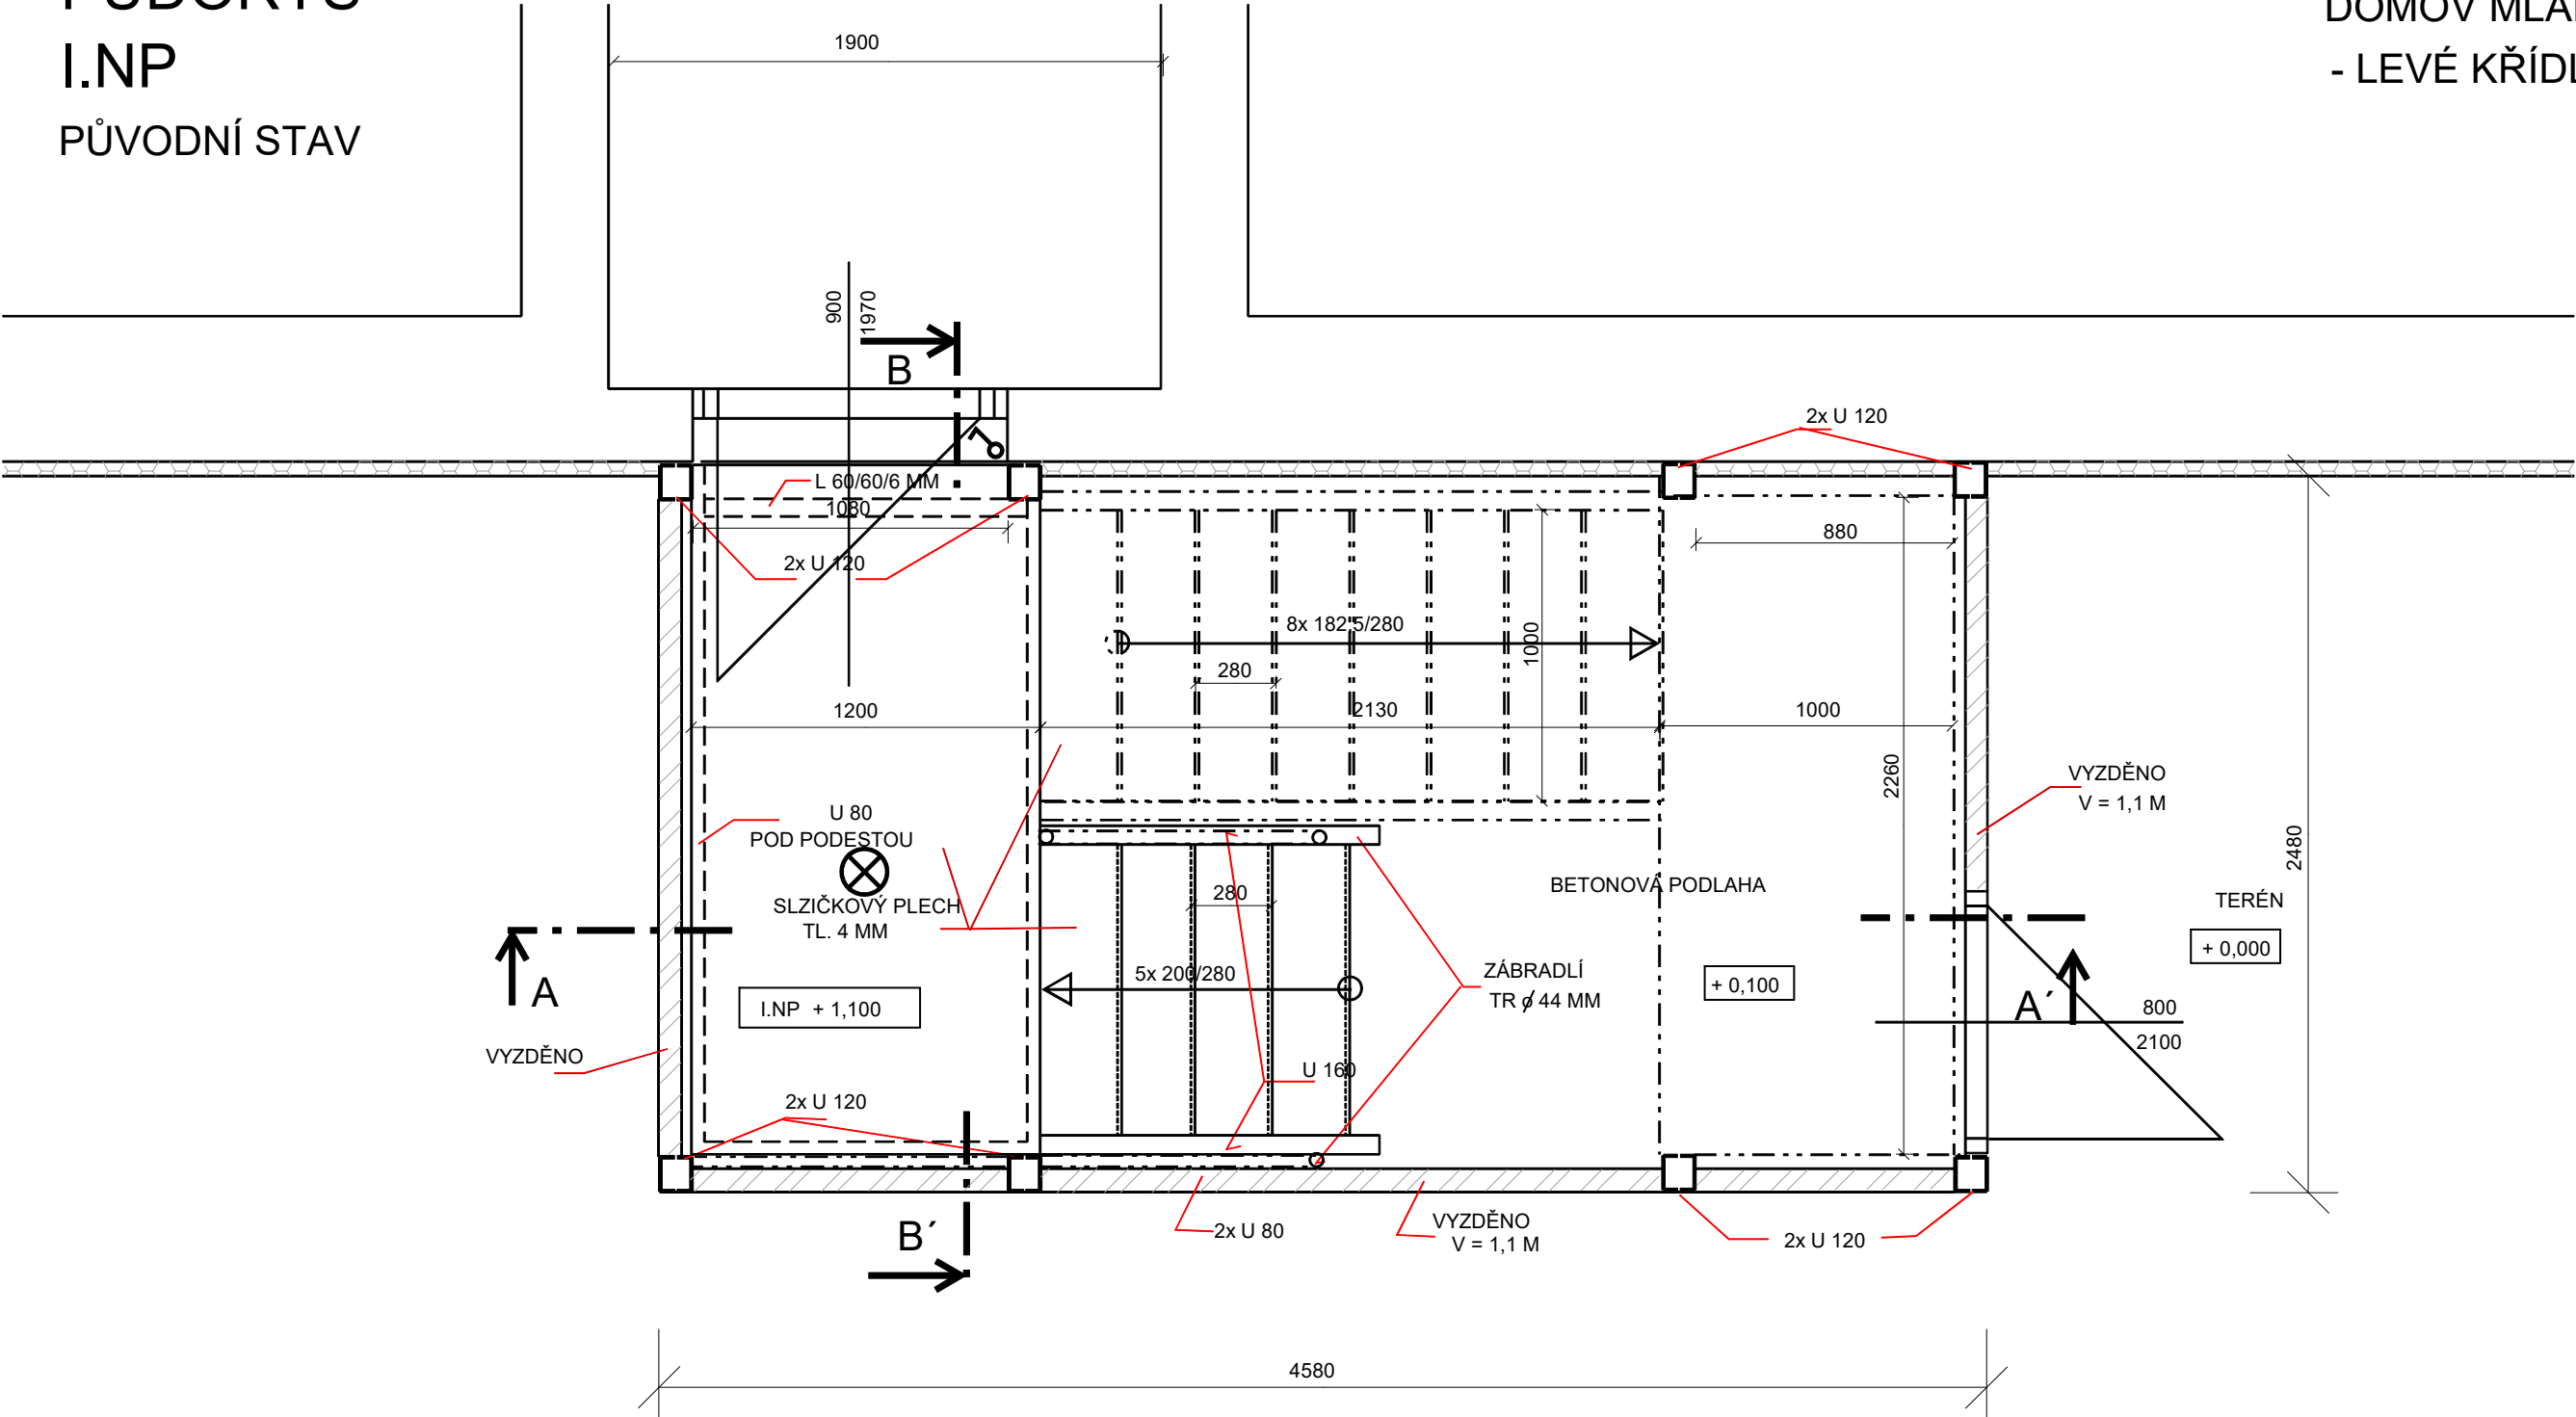 I.NP
PŮVODNÍ STAV
- LEVÉ KŘÍDL
1900
900
1970
B
2x U 120
L 60/60/6 MM
1080
2x U 120
880
8x 182,5/280
1000
280
1200
2130
1000
2260
VYZDĚNO
V = 1,1 M
U 80
POD PODESTOU
2480
SLZIČKOVÝ PLECH
TL. 4 MM
280
BETONOVÁ PODLAHA
TERÉN
+ 0,000
5x 200/280
ZÁBRADLÍ
TR ø 44 MM
+ 0,100
A
A´
I.NP + 1,100
800
2100
VYZDĚNO
U 160
2x U 120
B´
2x U 80
VYZDĚNO
V = 1,1 M
2x U 120
4580